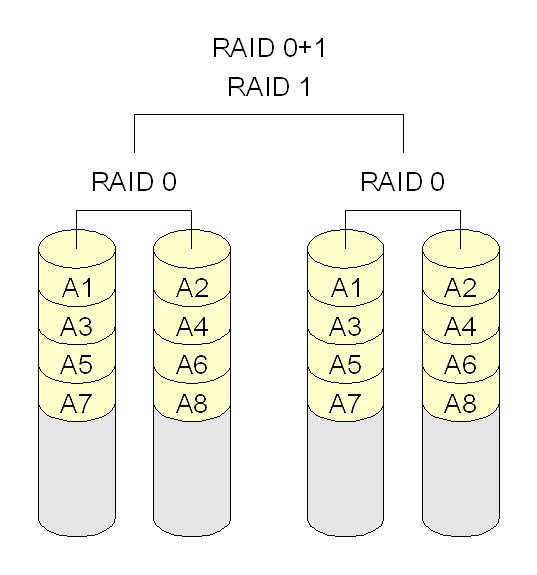 RAID 0+1
RAID 1
RAID 0 RAID 0
A1 A2 A1 A2
A3 A4 A3 A4
A5 A6 A5 A6
A7 A8 A7 A8